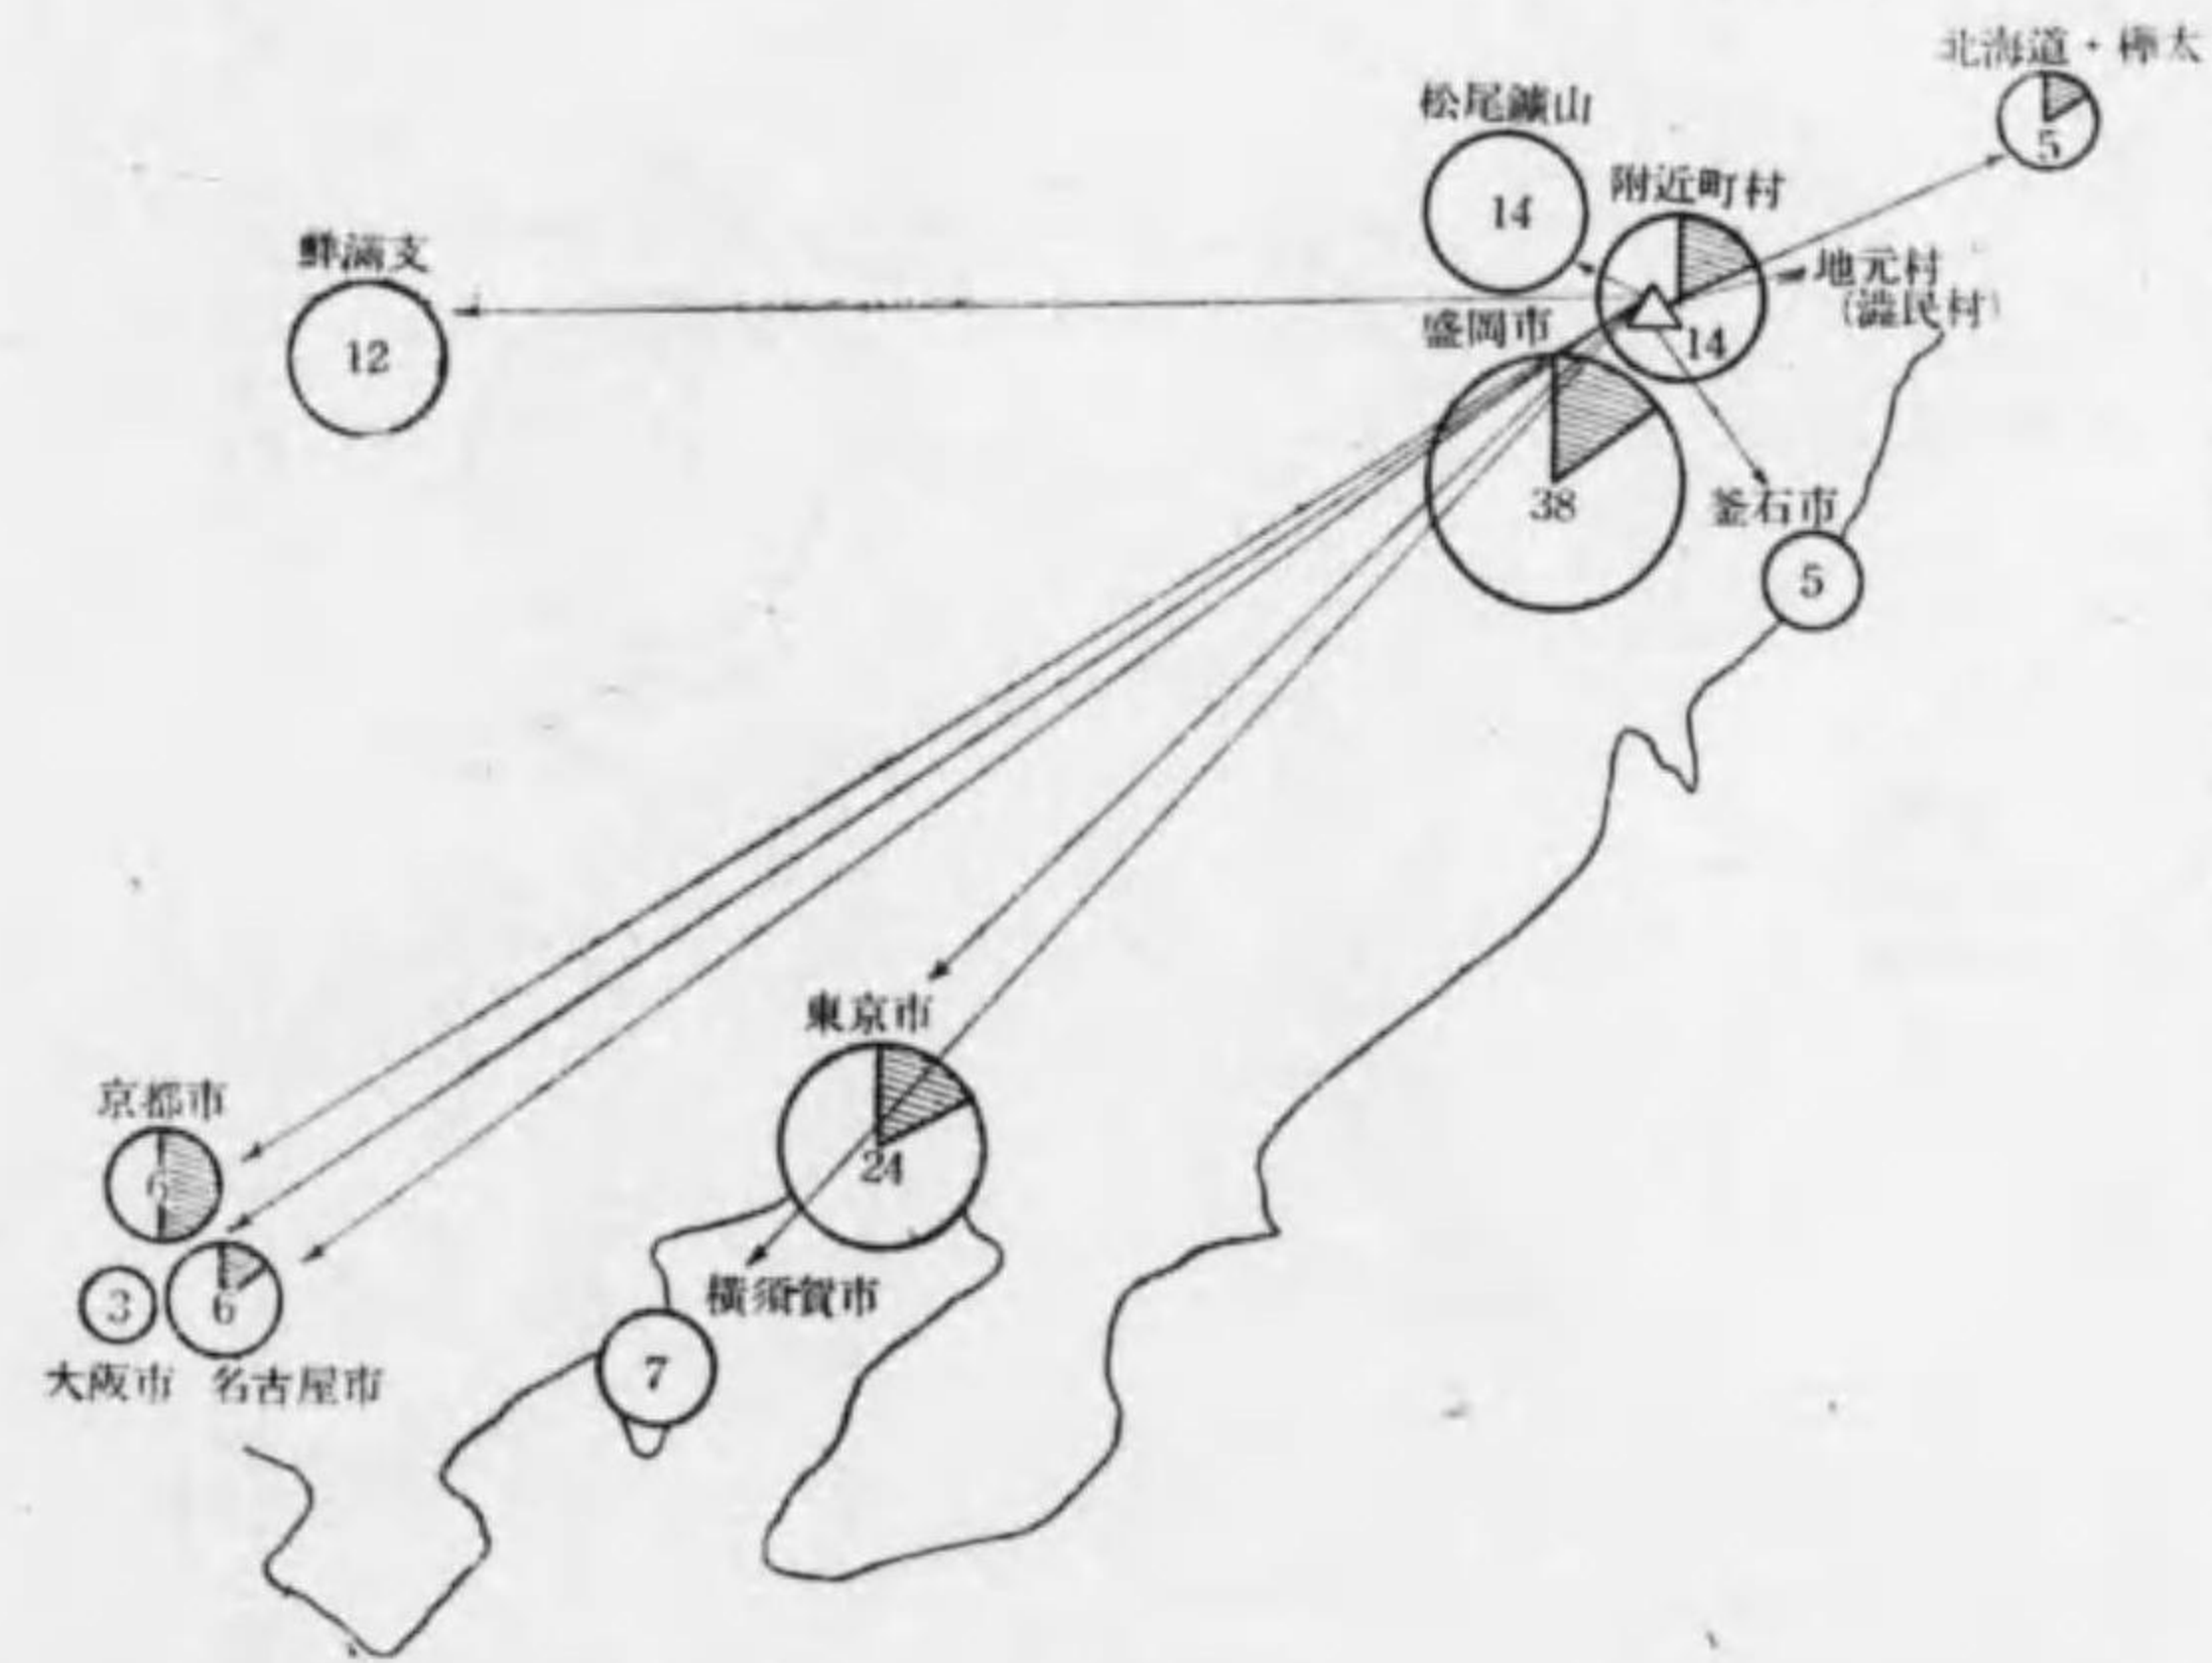 北海道・樺太
5
松尾鑛山
14
附近町村
14
地元村
(澁民村)
鮮滿支
12
盛岡市
38
釜石市
5
東京市
24
京都市
6
橫須賀市
7
3
6
大阪市
名古屋市